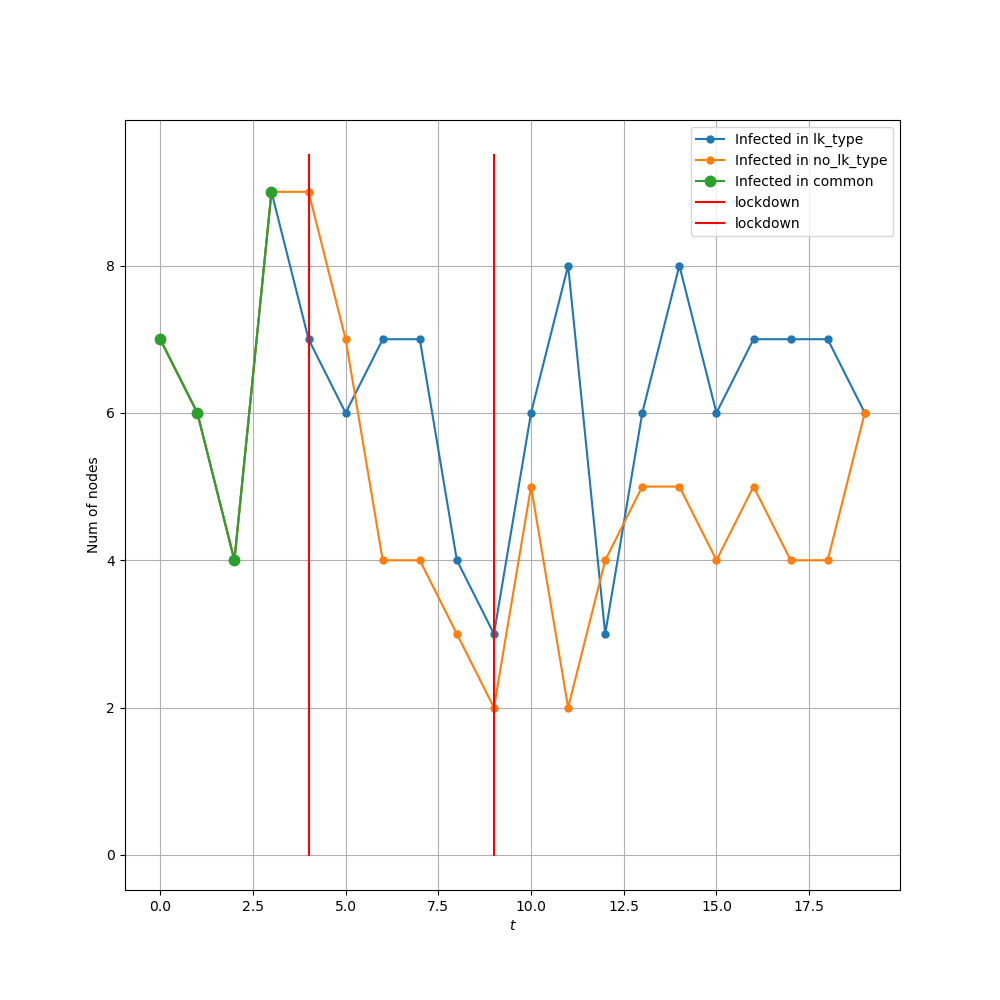 Infected in lk_type
Infected in no_lk_type
Infected in common
lockdown
lockdown
Num of nodes
8
6
4
2
0
0.0 2.5 5.0 7.5 10.0 12.5 15.0 17.5
t